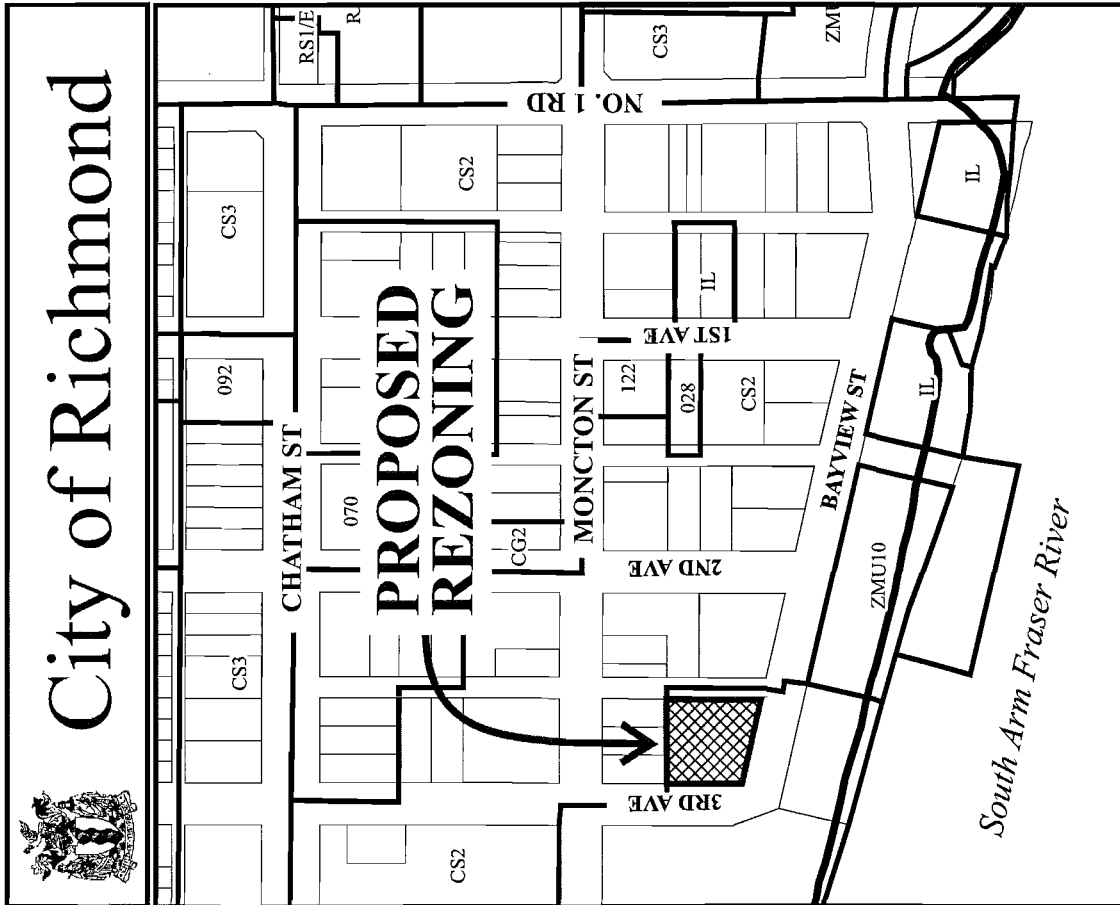 City of Richmond
RS1/E
CS3
CS3
092
CS3
CHATHAM ST
NO. 1 RD
CS2
PROPOSED
REZONING
070
CG2
CS2
MONCTON ST
1ST AVE
IL
122
028
CS2
2ND AVE
3RD AVE
BAYVIEW ST
ZMU10
IL
IL
South Arm Fraser River